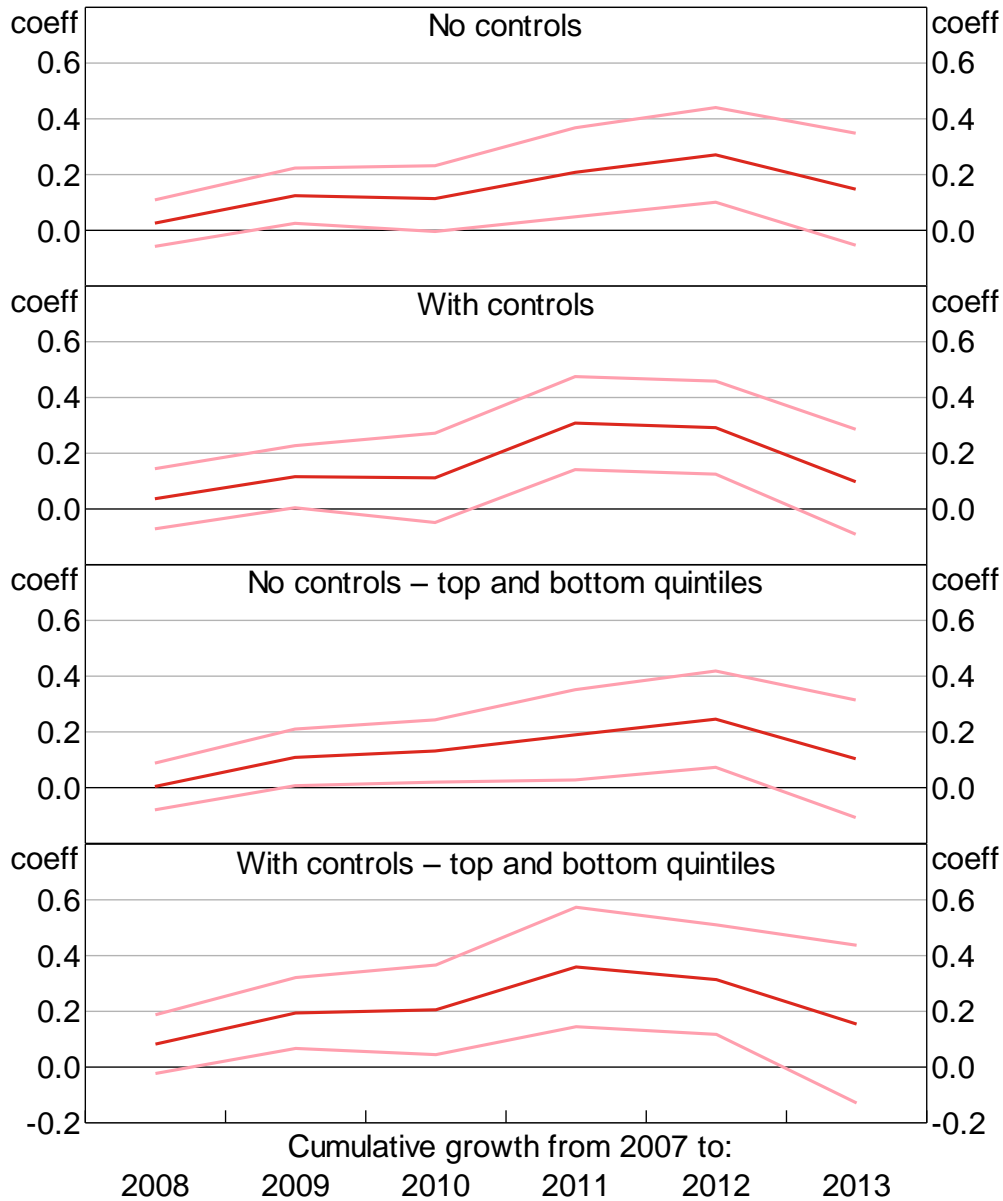 coeff No controls coeff
0.6 0.6
0.4 0.4
0.2 0.2
0.0 0.0
coeff With controls coeff
0.6 0.6
0.4 0.4
0.2 0.2
0.0 0.0
coeff No controls – top and bottom quintiles coeff
0.6 0.6
0.4 0.4
0.2 0.2
0.0 0.0
coeff With controls – top and bottom quintiles coeff
0.6 0.6
0.4 0.4
0.2 0.2
0.0 0.0
-0.2 -0.2
Cumulative growth from 2007 to:
2008 2009 2010 2011 2012 2013